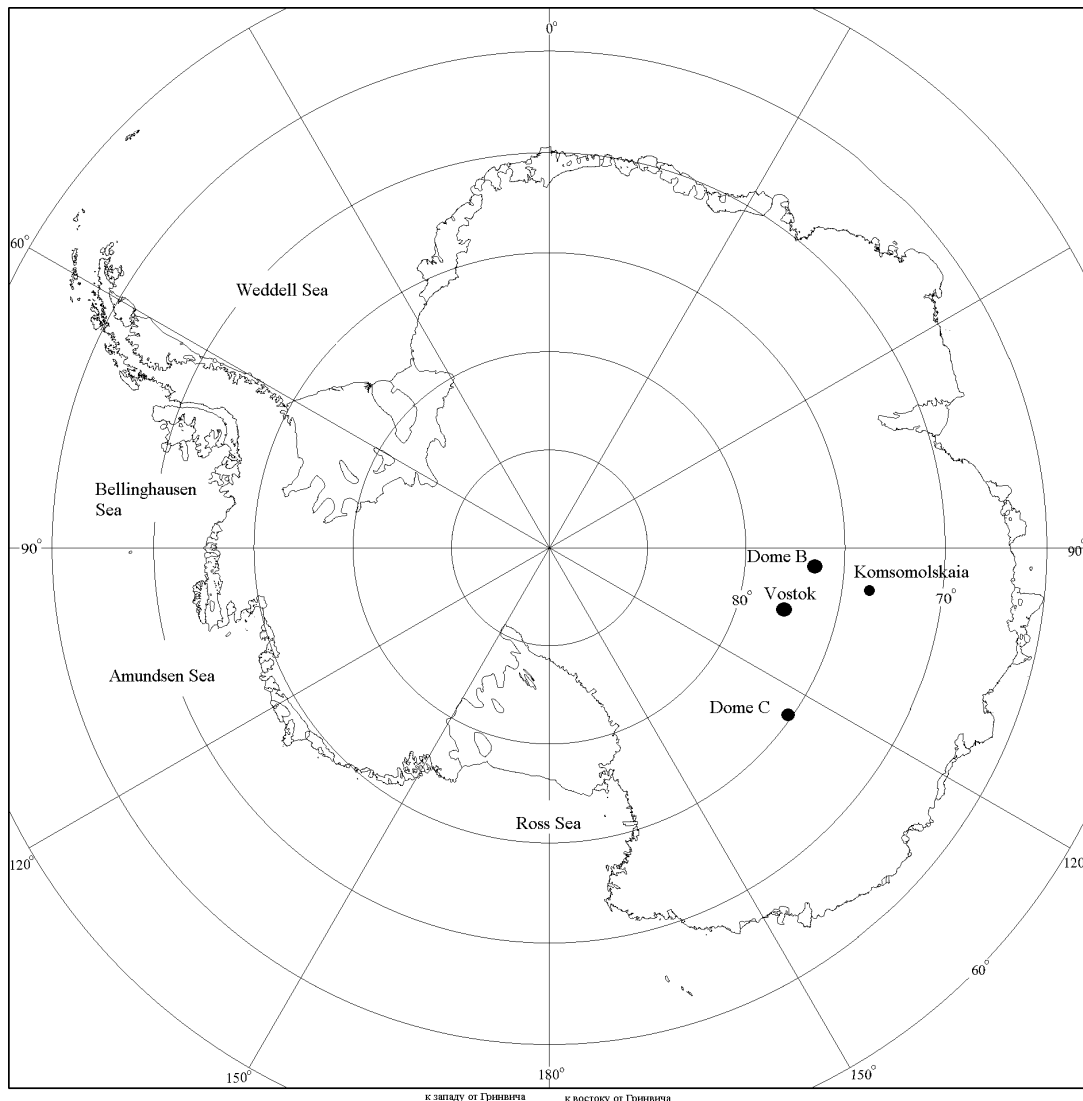 0°
60°
Weddell Sea
Bellinghausen
Sea
90°
90°
Dome B
Komsomolskaia
Vostok
80°
70°
Amundsen Sea
Dome C
Ross Sea
120°
120°
60°
150°
180°
150°
к западу от Гринвича к востоку от Гринвича